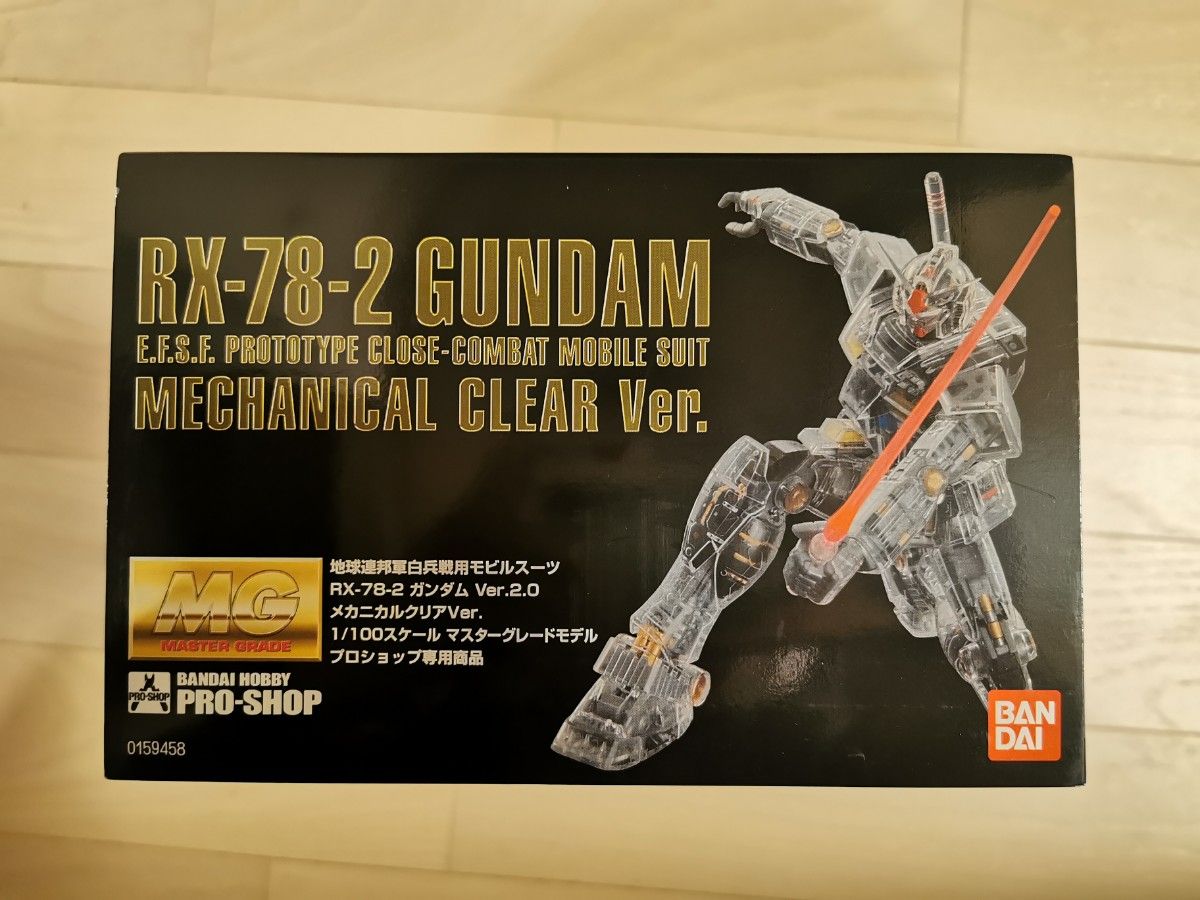 RX-78-2 GUNDAM
E.F.S.F. PROTOTYPE CLOSE-COMBAT MOBILE SUIT
MECHANICAL CLEAR Ver.
MG
MASTER GRADE
地球連邦軍白兵戦用モビルスーツ
RX-78-2 ガンダム Ver.2.0
メカニカルクリアVer.
1/100スケール マスターグレードモデル
プロショップ専用商品
PRO-SHOP
BANDAI HOBBY
PRO-SHOP
0159458
BAN
DAI